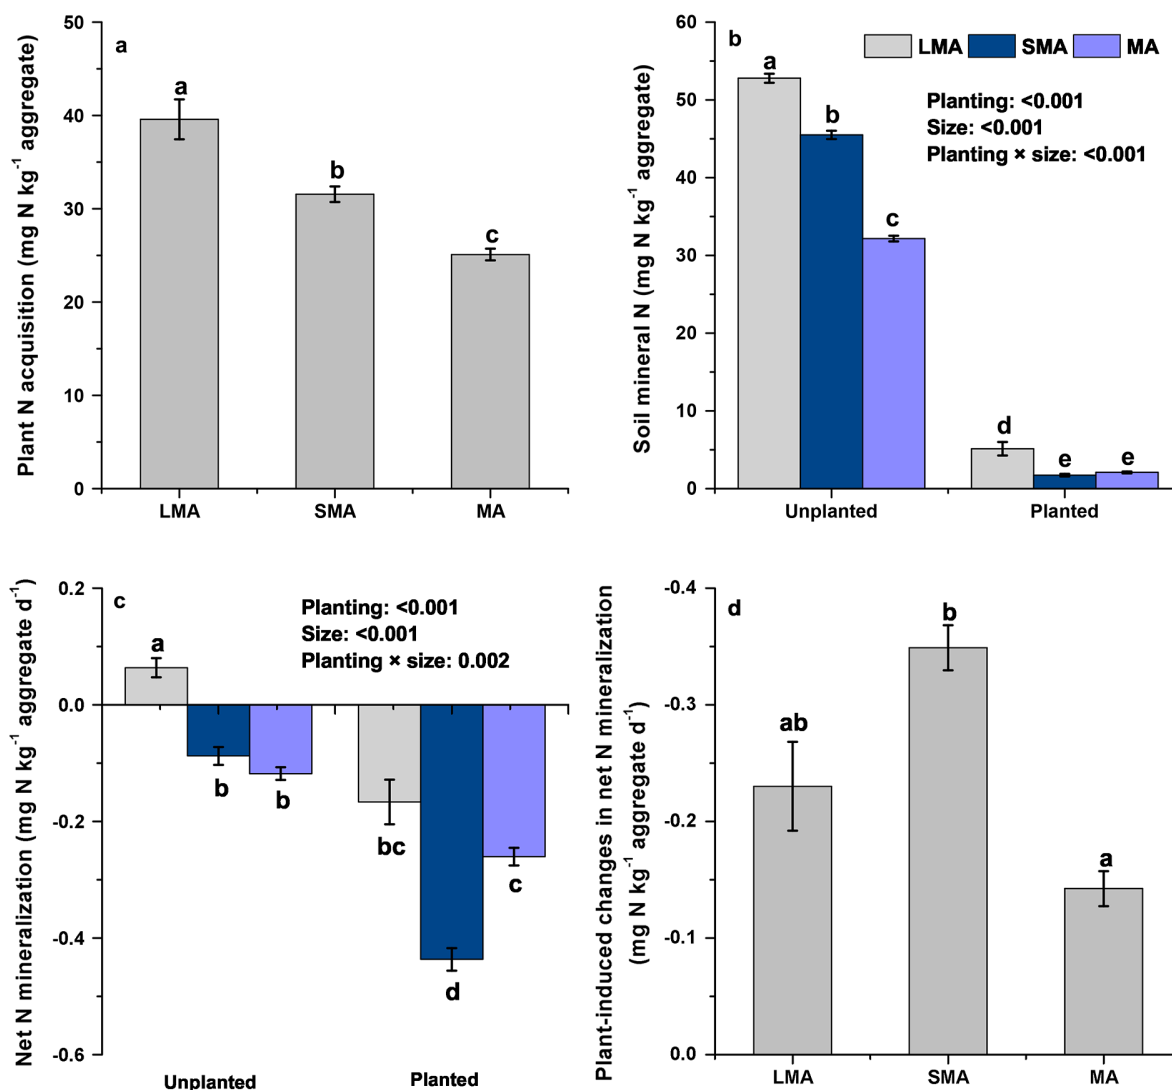 a
Plant N acquisition (mg N kg⁻¹ aggregate)
50
40
30
20
10
0
a
b
c
LMA
SMA
MA
b
LMA SMA MA
Soil mineral N (mg N kg⁻¹ aggregate)
60
50
40
30
20
10
0
Planting: <0.001
Size: <0.001
Planting × size: <0.001
a
b
c
d
e
e
Unplanted
Planted
c
Net N mineralization (mg N kg⁻¹ aggregate d⁻¹)
0.2
0.0
-0.2
-0.4
-0.6
Planting: <0.001
Size: <0.001
Planting × size: 0.002
a
b
b
bc
d
c
Unplanted
Planted
d
Plant-induced changes in net N mineralization
(mg N kg⁻¹ aggregate d⁻¹)
-0.4
-0.3
-0.2
-0.1
0.0
ab
b
a
LMA
SMA
MA